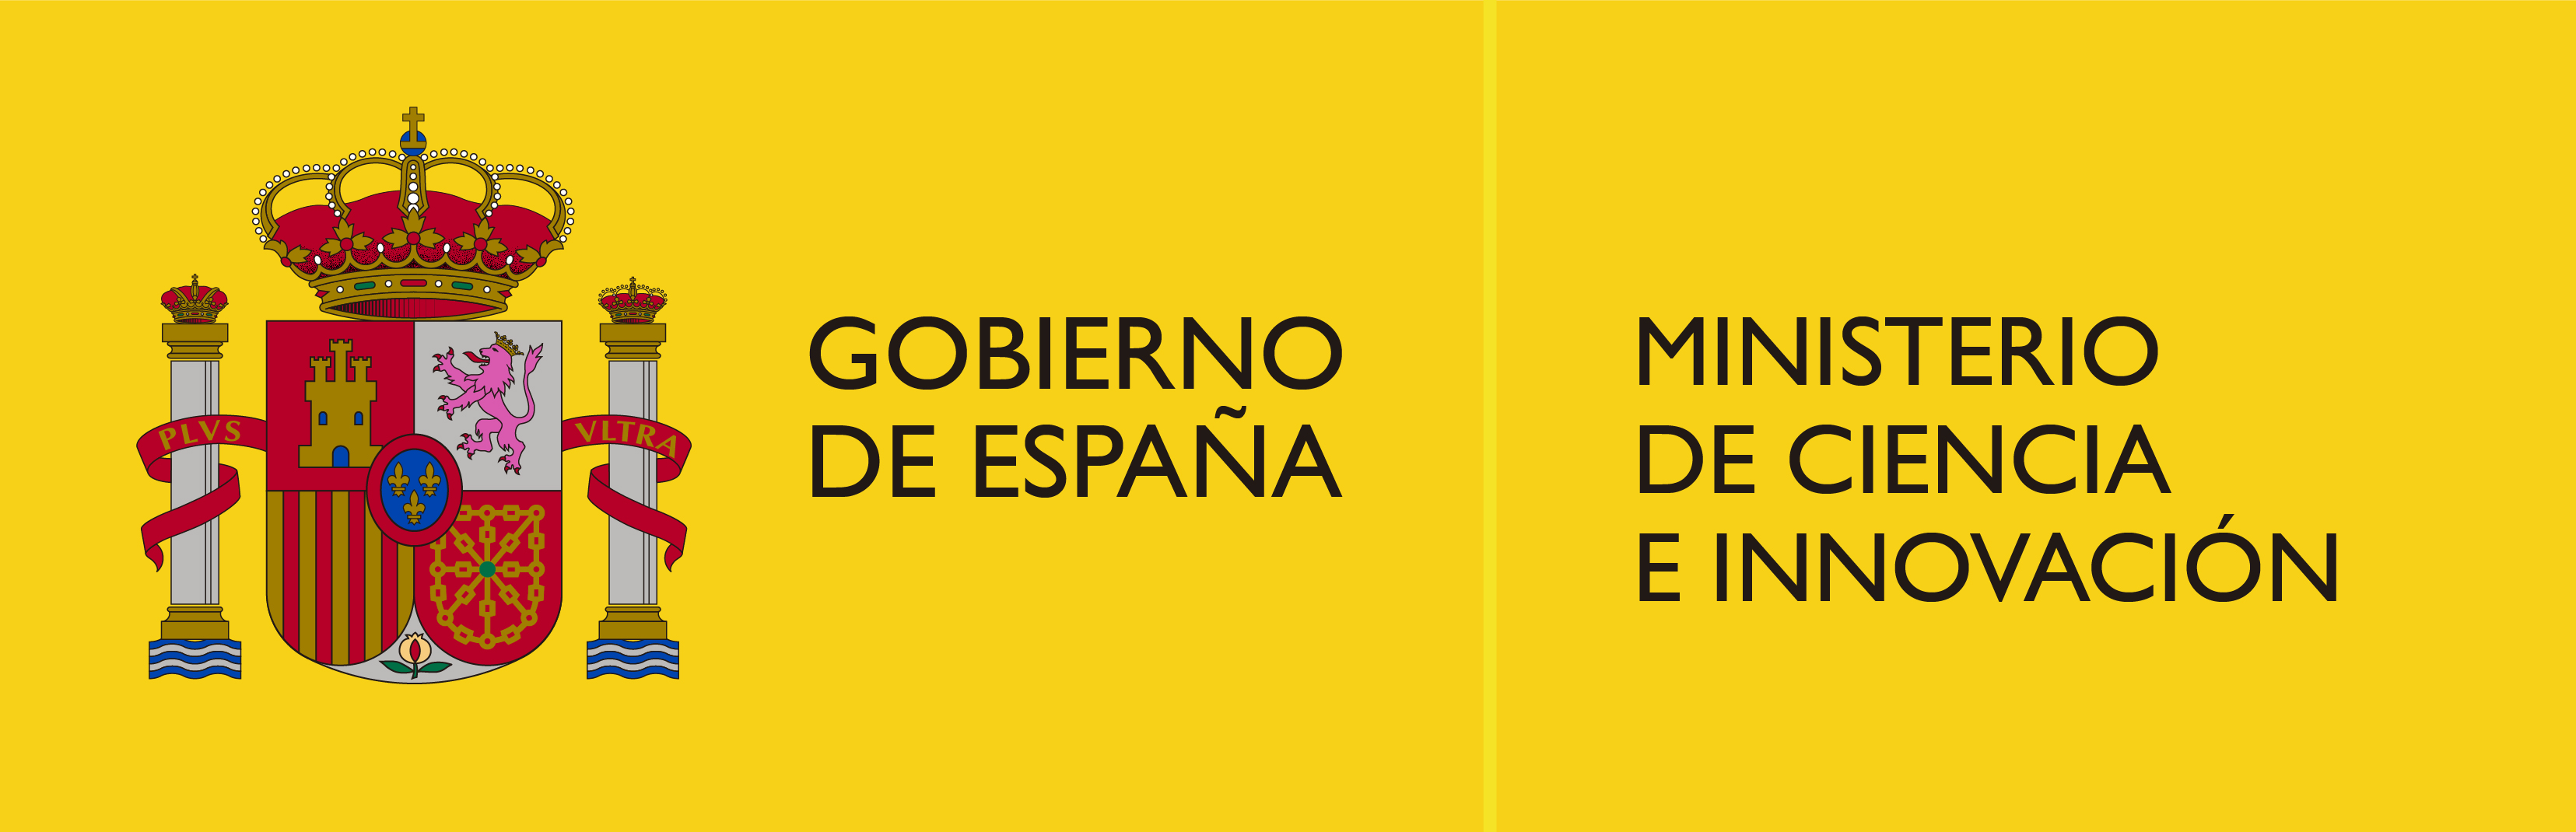 PLVS
VLTRA
GOBIERNO
DE ESPAÑA
MINISTERIO
DE CIENCIA
E INNOVACIÓN